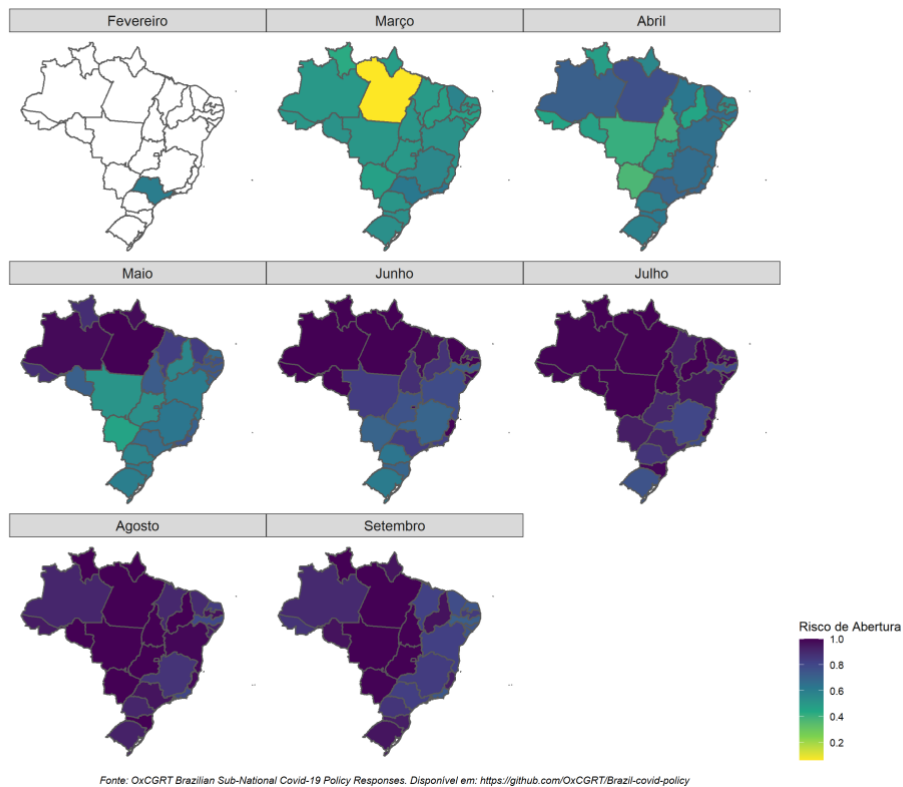 Fevereiro
Março
Abril
Maio
Junho
Julho
Agosto
Setembro
Risco de Abertura
1.0
0.8
0.6
0.4
0.2
Fonte: OxCGRT Brazilian Sub-National Covid-19 Policy Responses. Disponível em: https://github.com/OxCGRT/Brazil-covid-policy